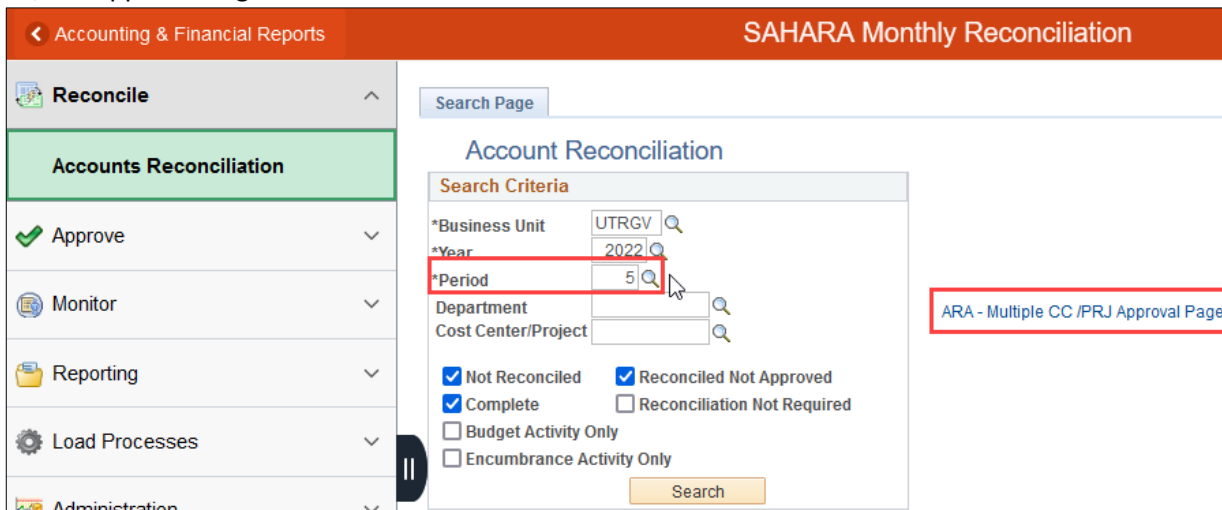 Accounting & Financial Reports
SAHARA Monthly Reconciliation
Reconcile
Accounts Reconciliation
Approve
Monitor
Reporting
Load Processes
Administration
Search Page
Account Reconciliation
Search Criteria
*Business Unit UTRGV
*Year 2022
*Period 5
Department
Cost Center/Project
ARA - Multiple CC /PRJ Approval Page
Not Reconciled Reconciled Not Approved
Complete Reconciliation Not Required
Budget Activity Only
Encumbrance Activity Only
Search